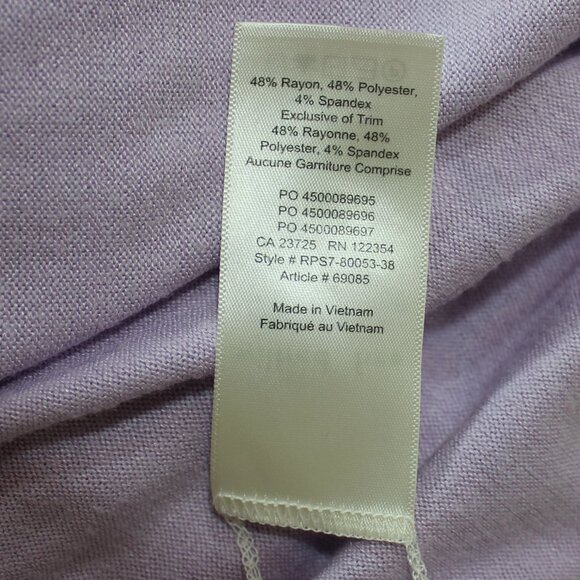 48% Rayon, 48% Polyester,
4% Spandex
Exclusive of Trim
48% Rayonne, 48%
Polyester, 4% Spandex
Aucune Garniture Comprise
PO 4500089695
PO 4500089696
PO 4500089697
CA 23725 RN 122354
Style # RPS7-80053-38
Article # 69085
Made in Vietnam
Fabriqué au Vietnam